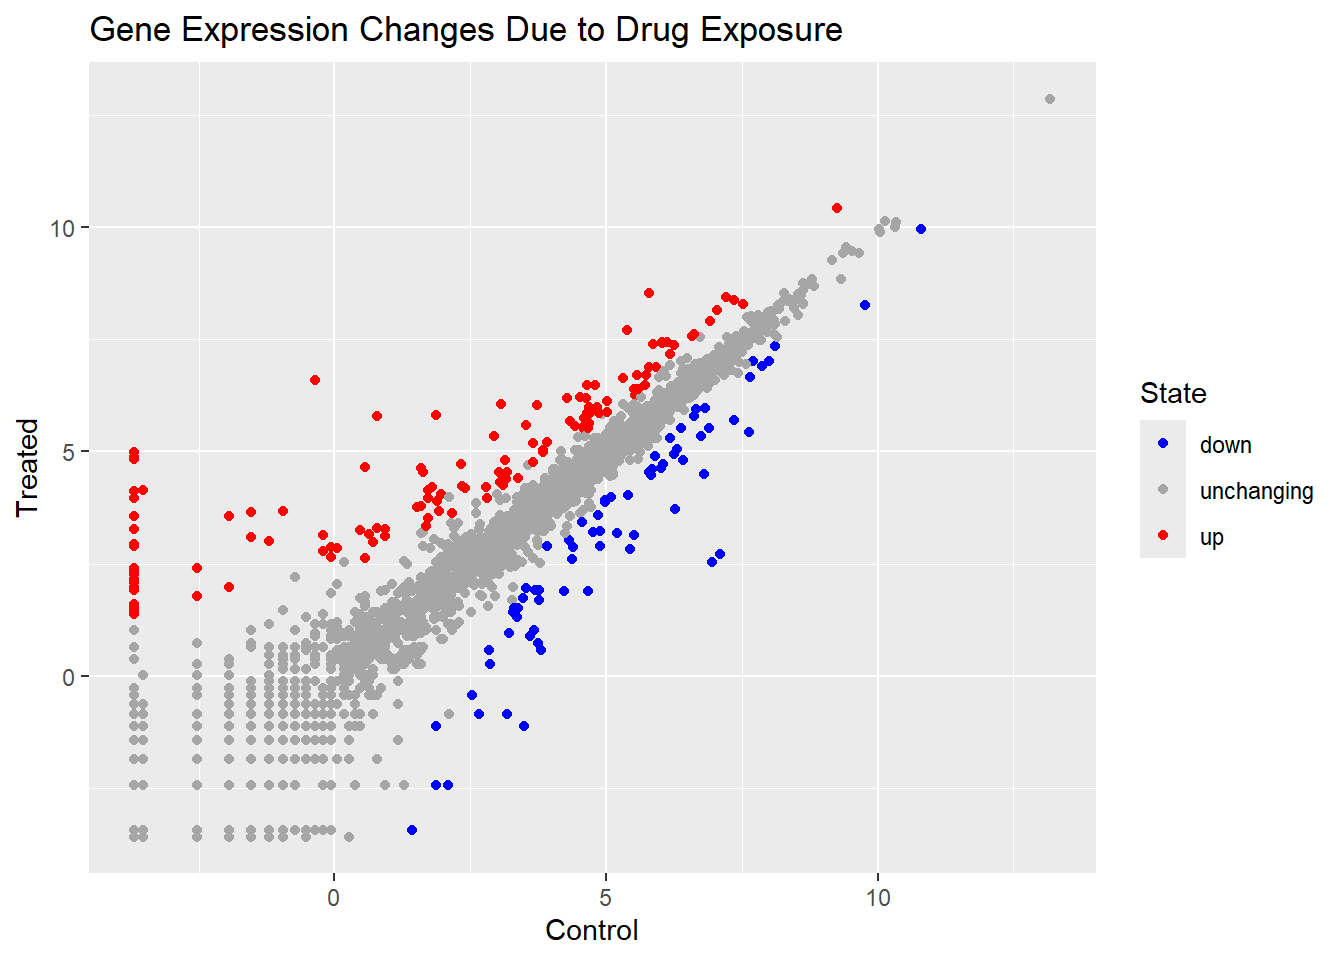 Gene Expression Changes Due to Drug Exposure
10
5
0
Treated
0 5 10
Control
State
down
unchanging
up